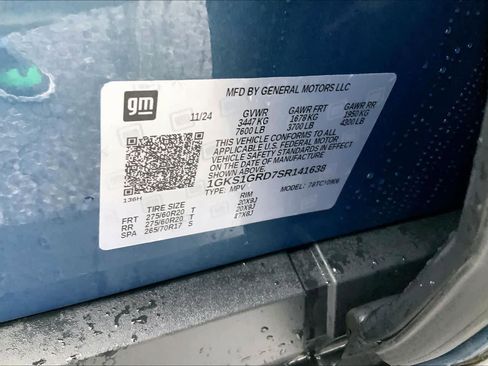 gm
MFD BY GENERAL MOTORS LLC
11/24 GVWR GAWR FRT GAWR RR
3447 KG 1678 KG 1950 KG
7600 LB 3700 LB 4300 LB
THIS VEHICLE CONFORMS TO ALL
APPLICABLE U.S. FEDERAL MOTOR
VEHICLE SAFETY STANDARDS IN EFFECT
ON THE DATE OF MANUFACTURE
1GKS1GRD7SR141638
TYPE: MPV MODEL:
136H
TIRE SIZE RIM
FRT 275/60R20 T 20X9J
RR 275/60R20 T 20X9J
SPA 265/70R17 S 17X8J